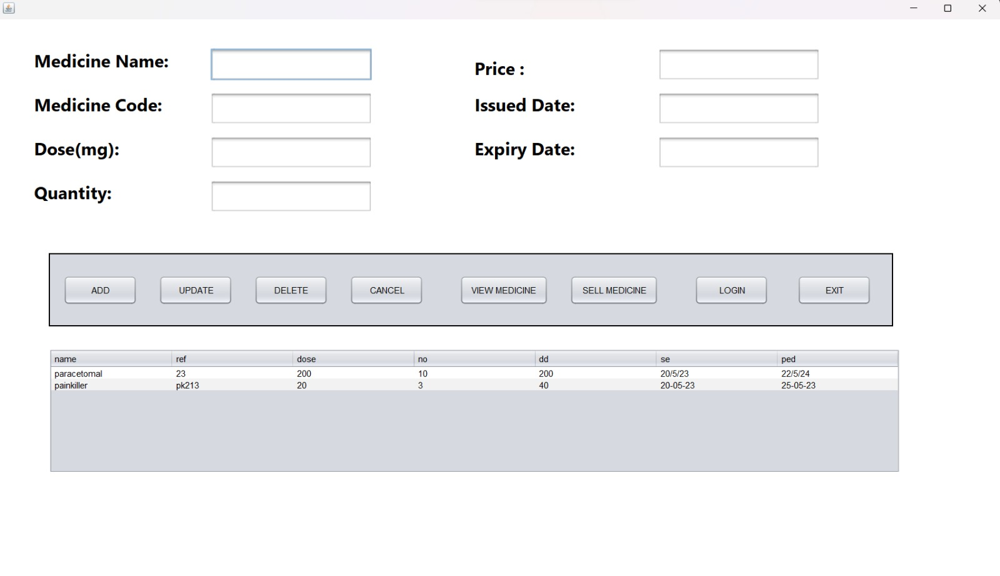 Medicine Name:
Price :
Medicine Code:
Issued Date:
Dose(mg):
Expiry Date:
Quantity:
ADD UPDATE DELETE CANCEL VIEW MEDICINE SELL MEDICINE LOGIN EXIT
name ref dose no dd se ped
paracetomal 23 200 10 200 20/5/23 22/5/24
painkiller pk213 20 3 40 20-05-23 25-05-23